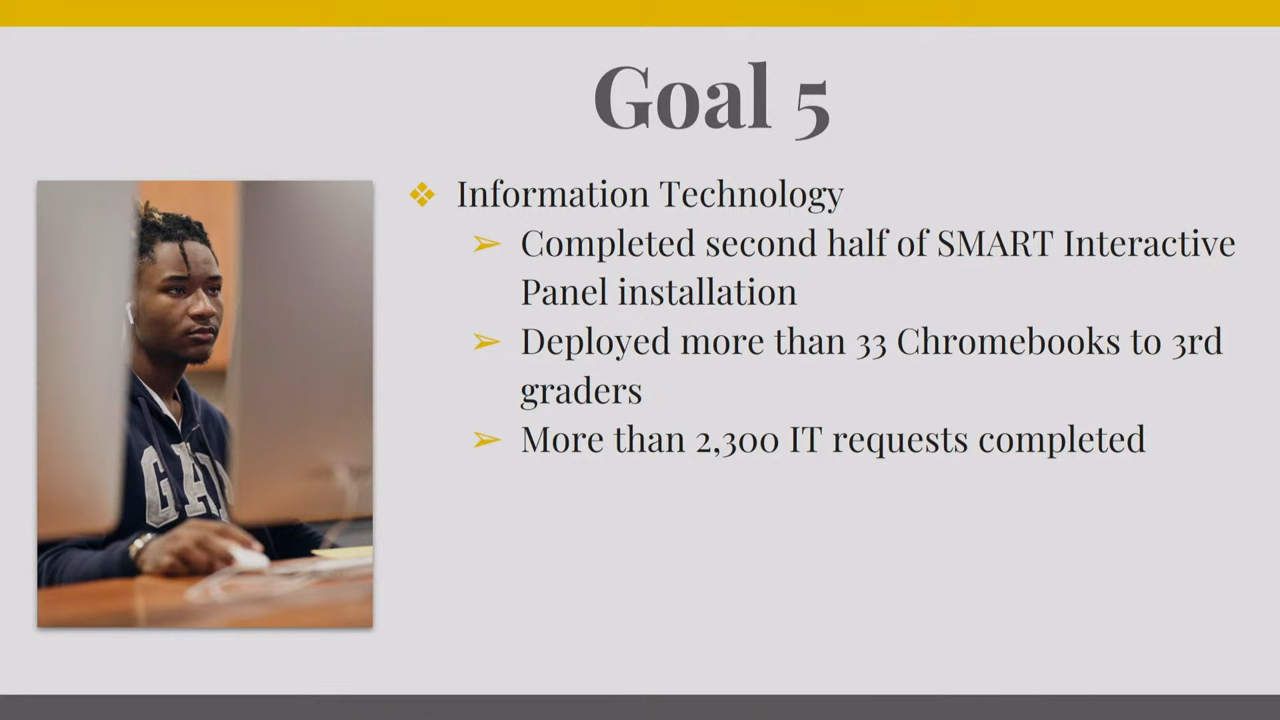 Goal 5
Information Technology
Completed second half of SMART Interactive
Panel installation
Deployed more than 33 Chromebooks to 3rd
graders
More than 2,300 IT requests completed